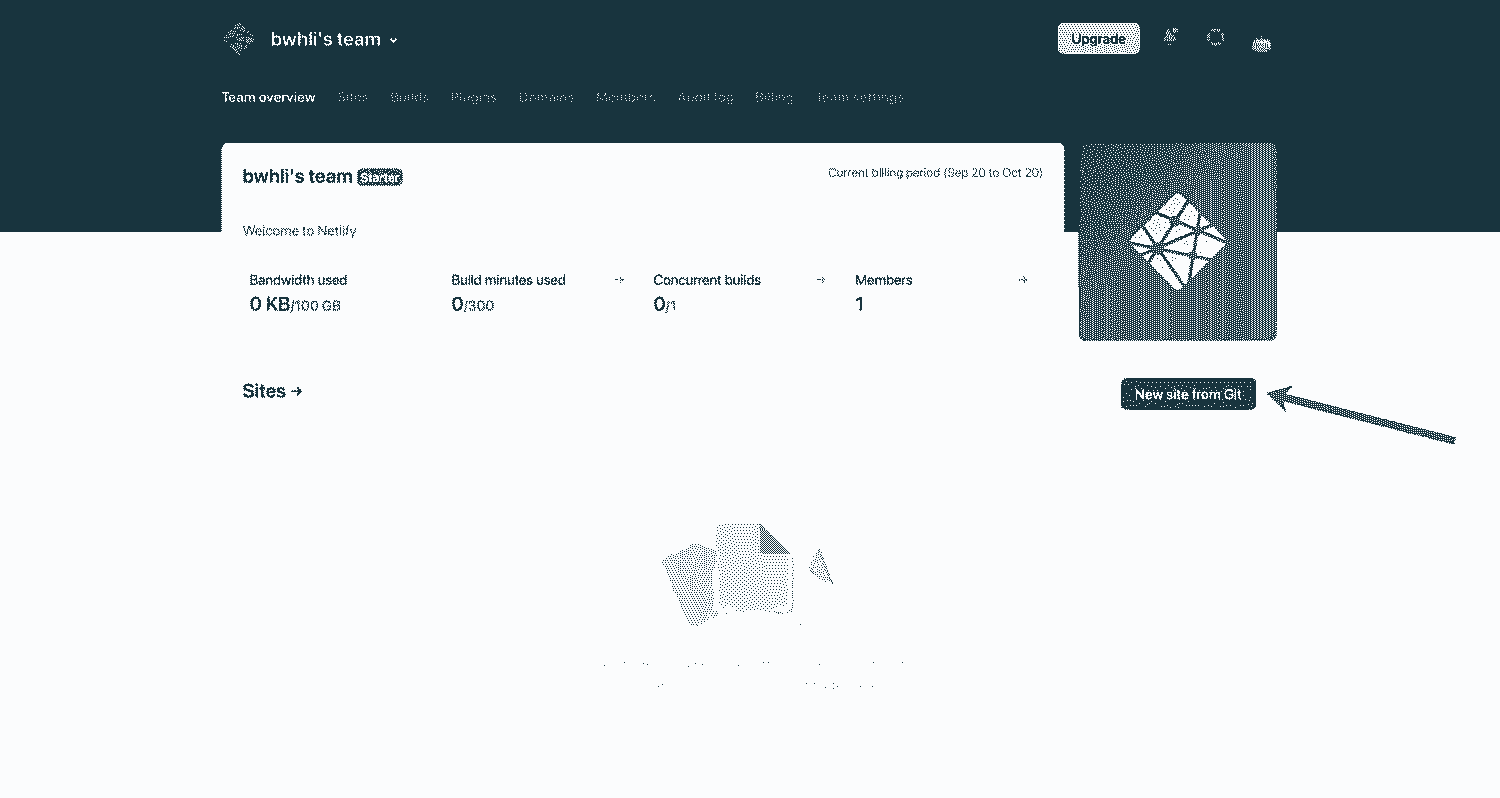 bwhli's team
Upgrade
Team overview Sites Builds Plugins Domains Members Audit log Billing Team settings
bwhli's team Starter
Current billing period (Sep 20 to Oct 20)
Welcome to Netlify
Bandwidth used
0 KB/100 GB
Build minutes used →
0/300
Concurrent builds →
0/1
Members →
1
Sites →
New site from Git